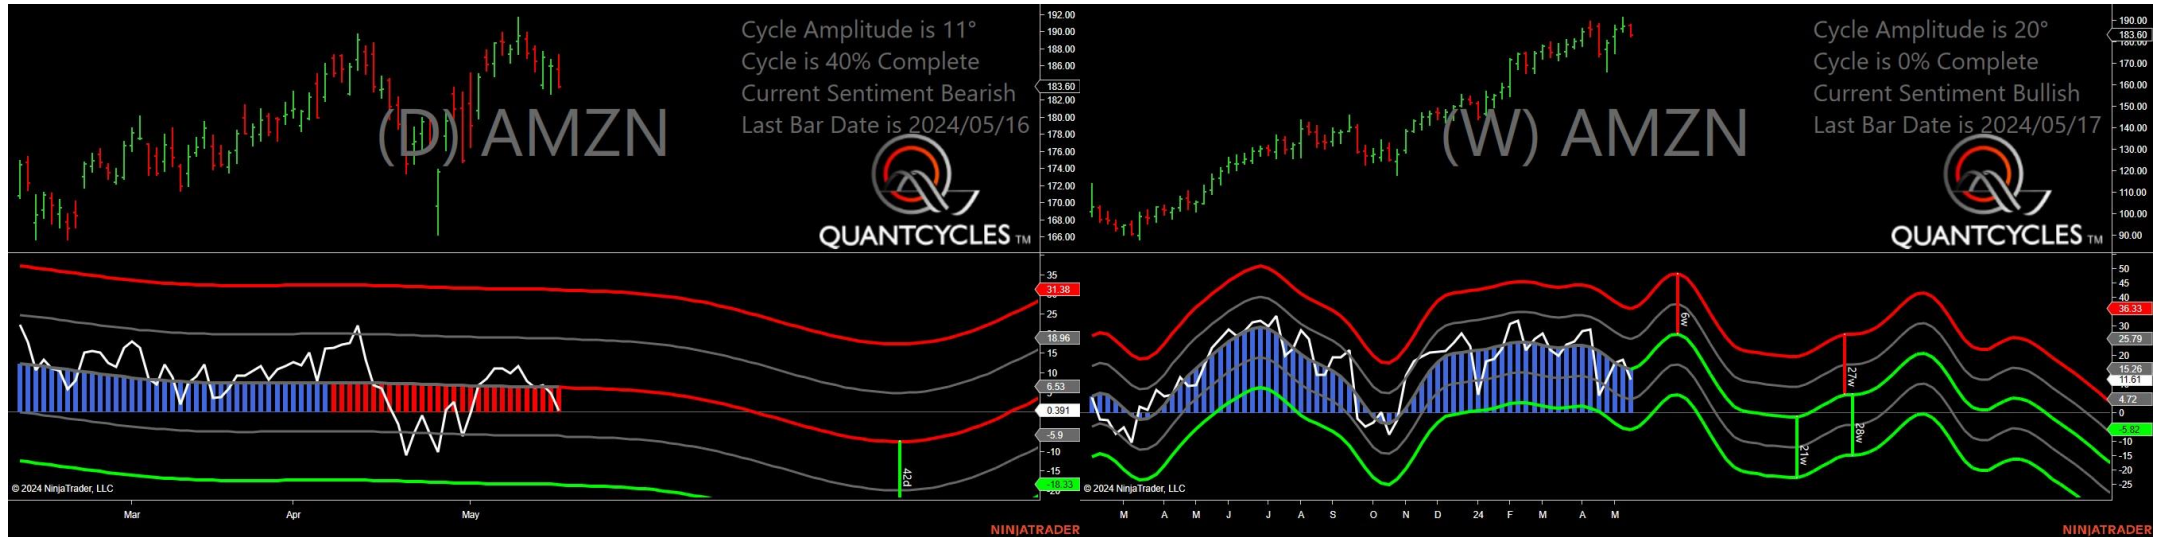 Cycle Amplitude is 11°
Cycle is 40% Complete
Current Sentiment Bearish
Last Bar Date is 2024/05/16
(D) AMZN
QUANTCYCLES TM
192.00
190.00
188.00
186.00
183.60
182.00
180.00
178.00
176.00
174.00
172.00
170.00
168.00
166.00
35
31.38
25
18.96
15
10
6.53
0.391
-5.9
-10
-15
-18.33
42d
© 2024 NinjaTrader, LLC
Mar Apr May
NINJATRADER
Cycle Amplitude is 20°
Cycle is 0% Complete
Current Sentiment Bullish
Last Bar Date is 2024/05/17
(W) AMZN
QUANTCYCLES TM
190.00
183.60
180.00
170.00
160.00
150.00
140.00
130.00
120.00
110.00
100.00
90.00
50
45
40
36.33
30
25.79
20
15.26
11.61
4.72
0
-5.82
-10
-15
-20
-25
6w
27w
28w
21w
© 2024 NinjaTrader, LLC
M A M J J A S O N D 24 F M A M
NINJATRADER